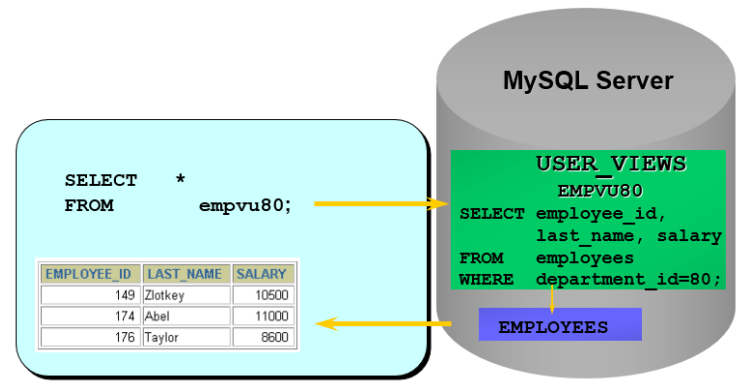 MySQL Server
SELECT *
FROM empvu80;
EMPLOYEE_ID LAST_NAME SALARY
149 Zlotkey 10500
174 Abel 11000
176 Taylor 8600
USER_VIEWS
EMPVU80
SELECT employee_id,
last_name, salary
FROM employees
WHERE department_id=80;
EMPLOYEES